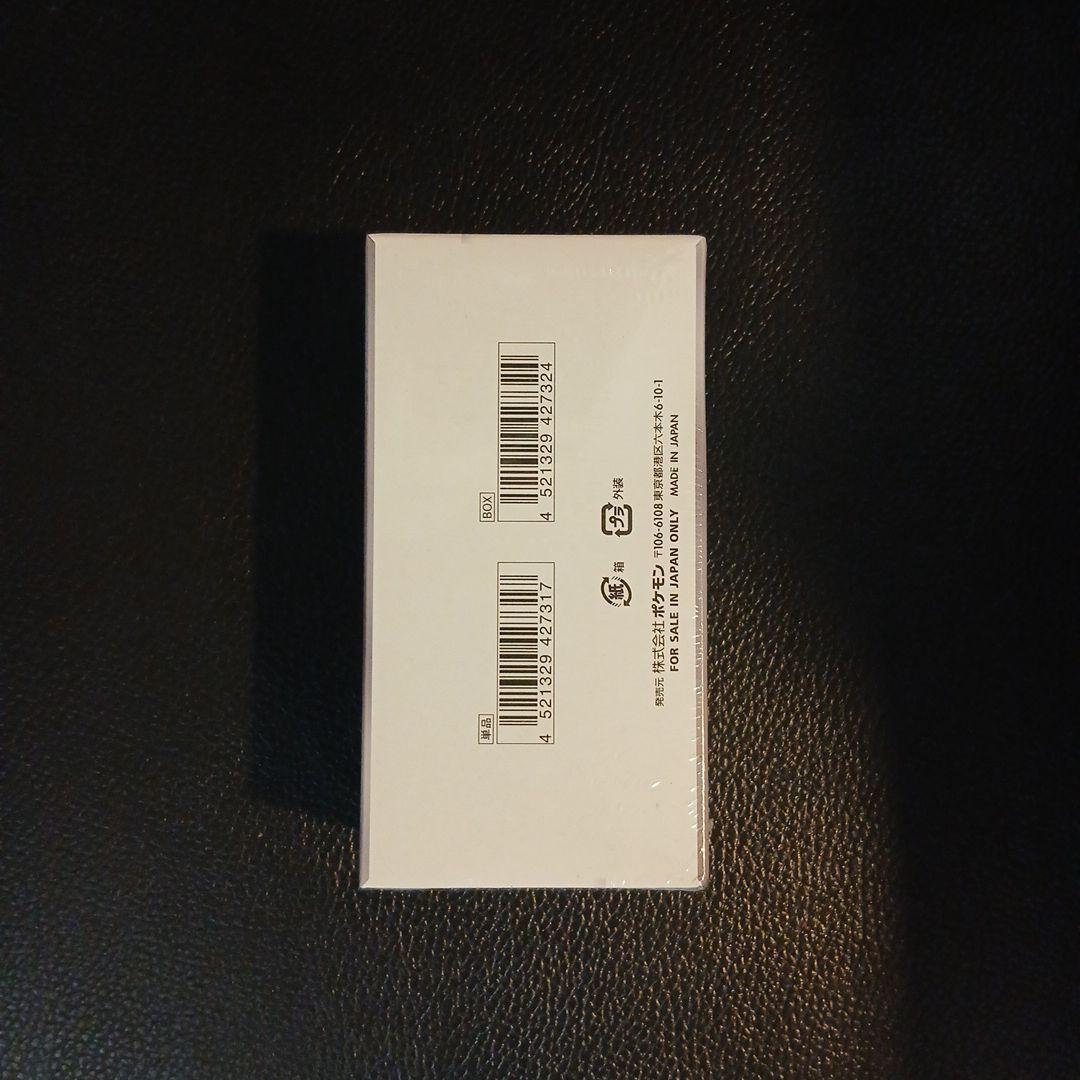 単品
4 521329 427317
BOX
4 521329 427324
紙 箱
プラ 外装
発売元 株式会社 ポケモン 〒106-6108 東京都港区六本木6-10-1
FOR SALE IN JAPAN ONLY MADE IN JAPAN